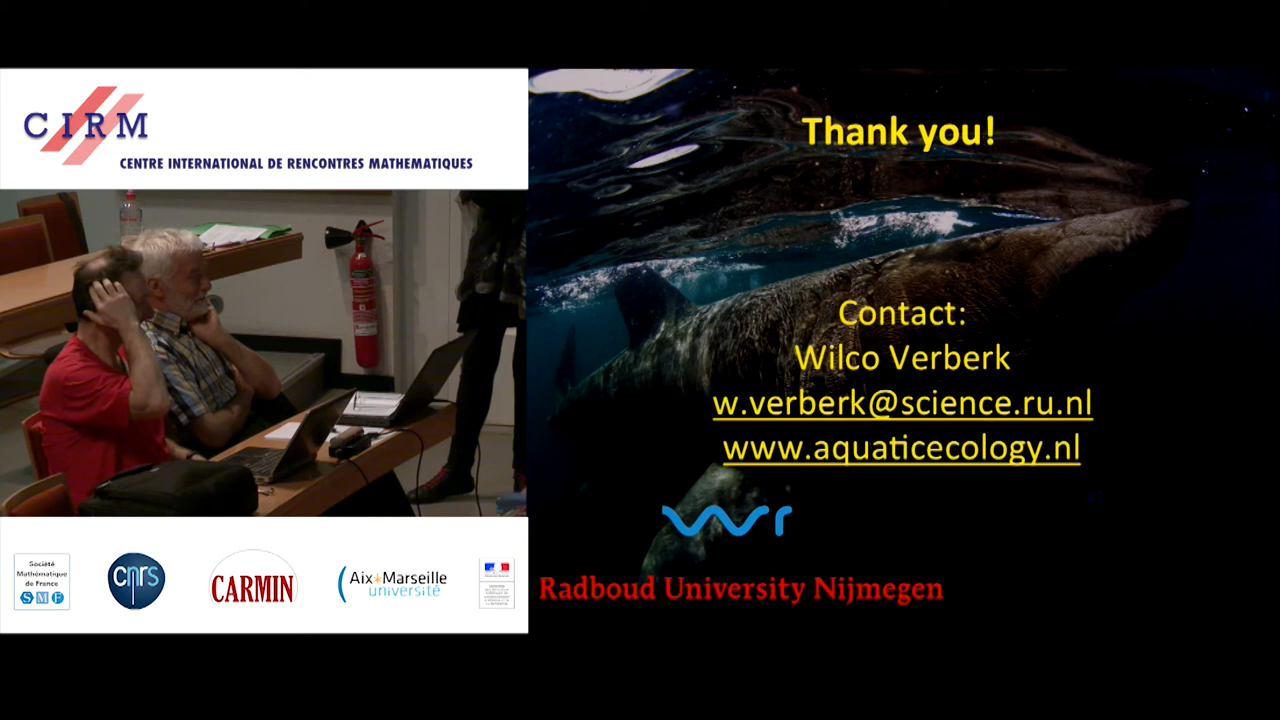 CIRM
CENTRE INTERNATIONAL DE RENCONTRES MATHEMATIQUES
Thank you!
Contact:
Wilco Verberk
w.verberk@science.ru.nl
www.aquaticecology.nl
Radboud University Nijmegen
Société
Mathématique
de France
SMF
cnrs
CARMIN
Aix*Marseille
université